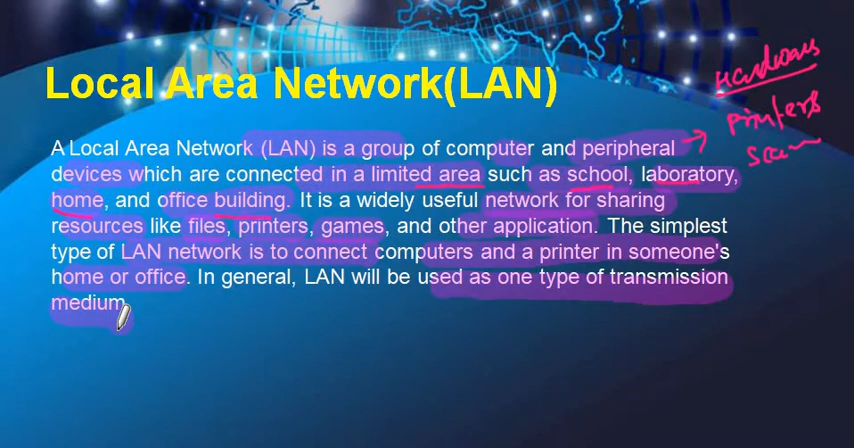 Local Area Network(LAN)
A Local Area Network (LAN) is a group of computer and peripheral
devices which are connected in a limited area such as school, laboratory,
home, and office building. It is a widely useful network for sharing
resources like files, printers, games, and other application. The simplest
type of LAN network is to connect computers and a printer in someone's
home or office. In general, LAN will be used as one type of transmission
medium.
Hardware
Printers